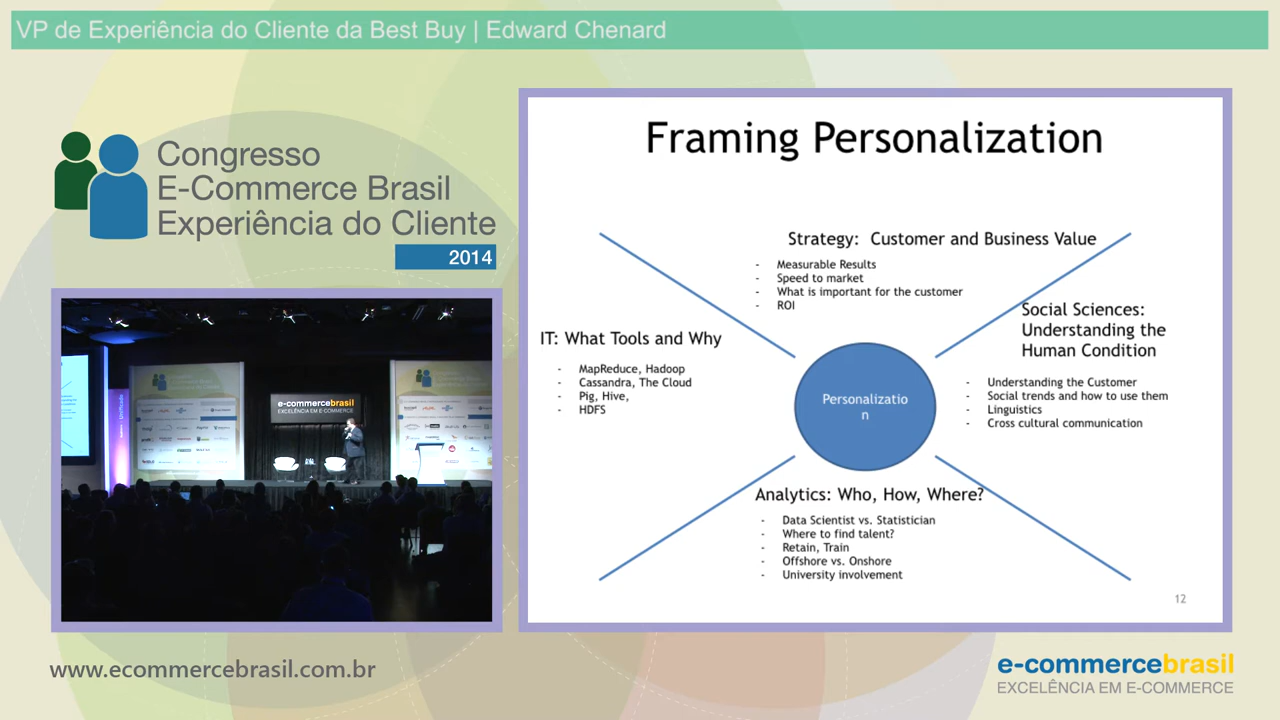 VP de Experiência do Cliente da Best Buy | Edward Chenard
Congresso
E-Commerce Brasil
Experiência do Cliente
2014
e-commercebrasil
EXCELÊNCIA EM E-COMMERCE
Framing Personalization
Strategy: Customer and Business Value
- Measurable Results
- Speed to market
- What is important for the customer
- ROI
IT: What Tools and Why
- MapReduce, Hadoop
- Cassandra, The Cloud
- Pig, Hive,
- HDFS
Personalizatio
n
Social Sciences:
Understanding the
Human Condition
- Understanding the Customer
- Social trends and how to use them
- Linguistics
- Cross cultural communication
Analytics: Who, How, Where?
- Data Scientist vs. Statistician
- Where to find talent?
- Retain, Train
- Offshore vs. Onshore
- University involvement
12
www.ecommercebrasil.com.br
e-commercebrasil
EXCELÊNCIA EM E-COMMERCE